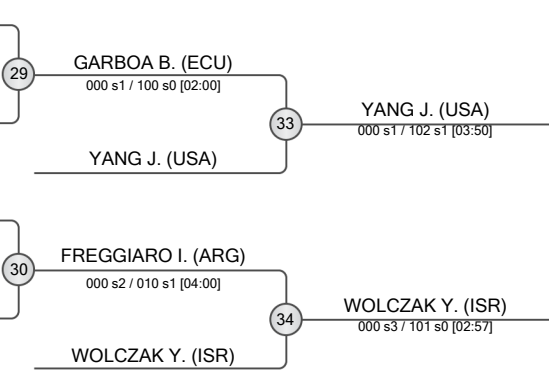 29
GARBOA B. (ECU)
000 s1 / 100 s0 [02:00]
33
YANG J. (USA)
000 s1 / 102 s1 [03:50]
YANG J. (USA)
30
FREGGIARO I. (ARG)
000 s2 / 010 s1 [04:00]
34
WOLCZAK Y. (ISR)
000 s3 / 101 s0 [02:57]
WOLCZAK Y. (ISR)